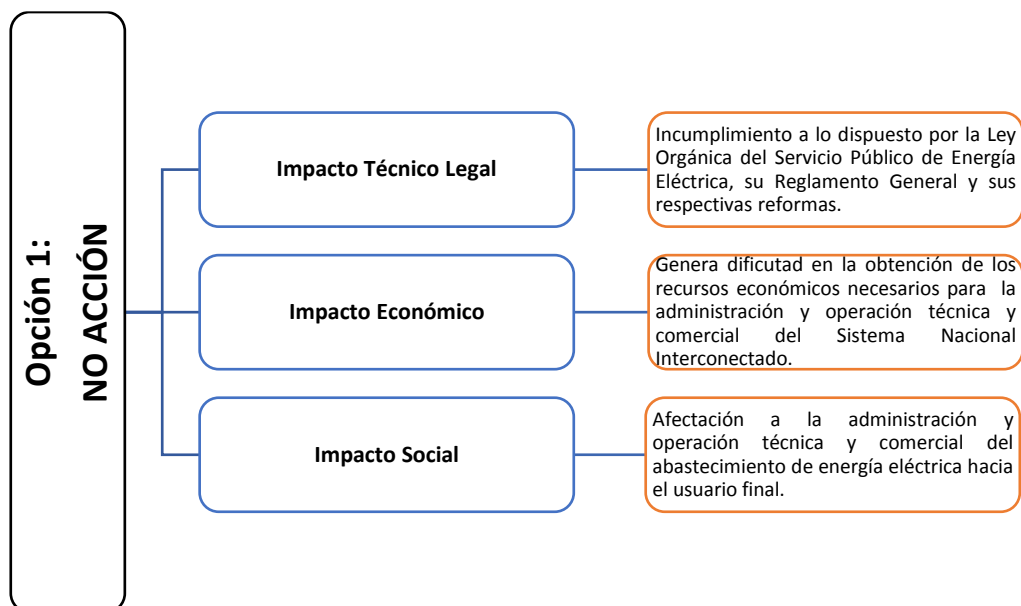 Opción 1:
NO ACCIÓN
Impacto Técnico Legal
Incumplimiento a lo dispuesto por la Ley
Orgánica del Servicio Público de Energía
Eléctrica, su Reglamento General y sus
respectivas reformas.
Impacto Económico
Genera dificutad en la obtención de los
recursos económicos necesarios para la
administración y operación técnica y
comercial del Sistema Nacional
Interconectado.
Impacto Social
Afectación a la administración y
operación técnica y comercial del
abastecimiento de energía eléctrica hacia
el usuario final.